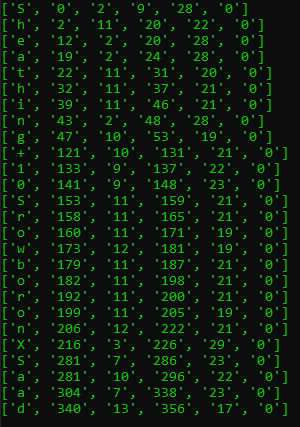 ['S', '0', '2', '9', '28', '0']
['h', '2', '11', '20', '22', '0']
['e', '12', '2', '20', '28', '0']
['a', '19', '2', '24', '28', '0']
['t', '22', '11', '31', '20', '0']
['h', '32', '11', '37', '21', '0']
['i', '39', '11', '46', '21', '0']
['n', '43', '2', '48', '28', '0']
['g', '47', '10', '53', '19', '0']
['+', '121', '10', '131', '21', '0']
['1', '133', '9', '137', '22', '0']
['0', '141', '9', '148', '23', '0']
['S', '153', '11', '159', '21', '0']
['r', '158', '11', '165', '21', '0']
['o', '160', '11', '171', '19', '0']
['w', '173', '12', '181', '19', '0']
['b', '179', '11', '187', '21', '0']
['o', '182', '11', '198', '21', '0']
['r', '192', '11', '200', '21', '0']
['o', '199', '11', '205', '19', '0']
['n', '206', '12', '222', '21', '0']
['X', '216', '3', '226', '29', '0']
['S', '281', '7', '286', '23', '0']
['a', '281', '10', '296', '22', '0']
['a', '304', '7', '338', '23', '0']
['d', '340', '13', '356', '17', '0']